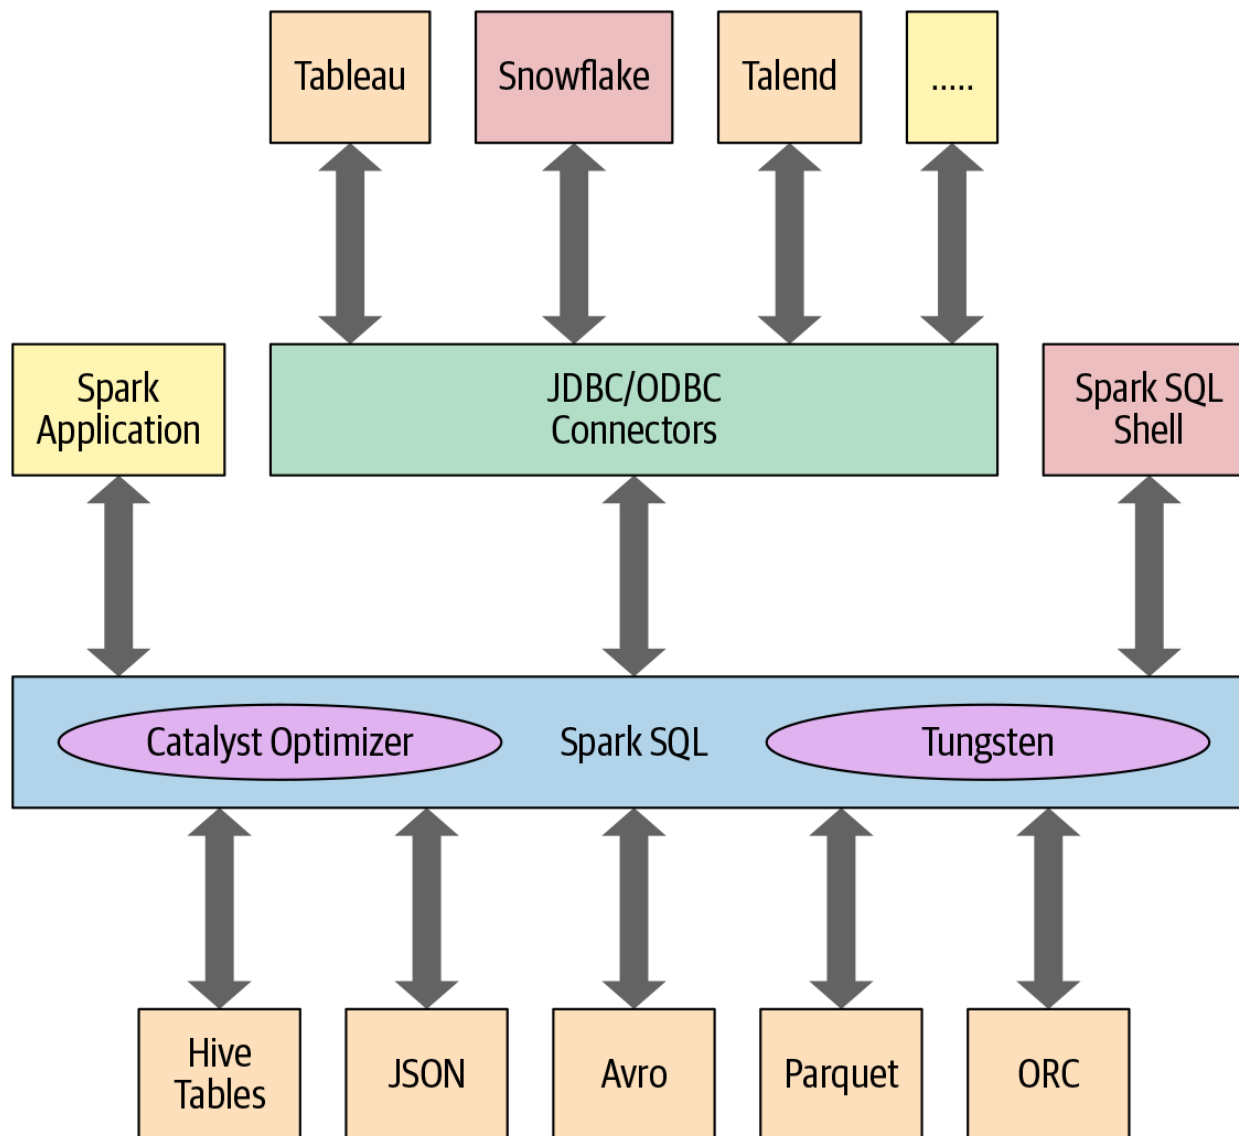 Tableau
Snowflake
Talend
.....
Spark
Application
JDBC/ODBC
Connectors
Spark SQL
Shell
Catalyst Optimizer
Spark SQL
Tungsten
Hive
Tables
JSON
Avro
Parquet
ORC